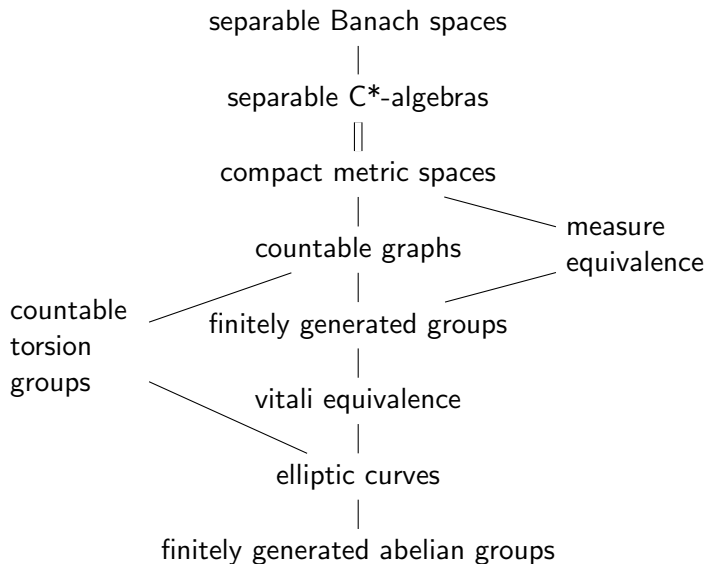 separable Banach spaces
separable C*-algebras
compact metric spaces
measure
equivalence
countable graphs
countable
torsion
groups
finitely generated groups
vitali equivalence
elliptic curves
finitely generated abelian groups